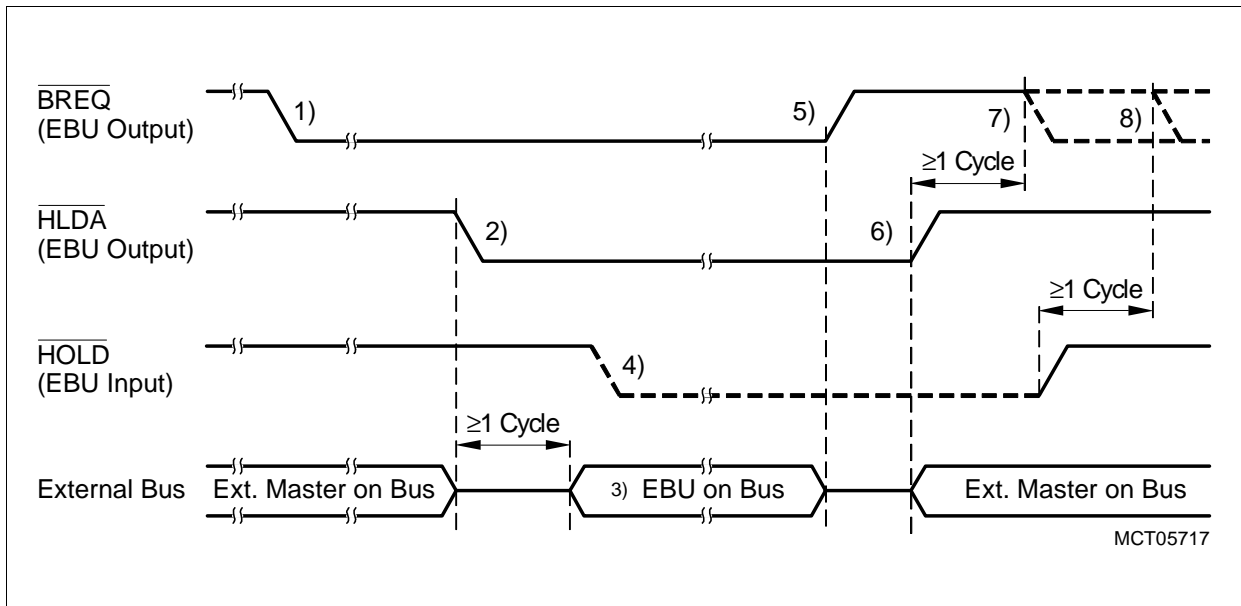 BREQ
(EBU Output)
1)
5)
7)
8)
≥1 Cycle
HLDA
(EBU Output)
2)
6)
≥1 Cycle
HOLD
(EBU Input)
4)
≥1 Cycle
External Bus
Ext. Master on Bus
3) EBU on Bus
Ext. Master on Bus
MCT05717